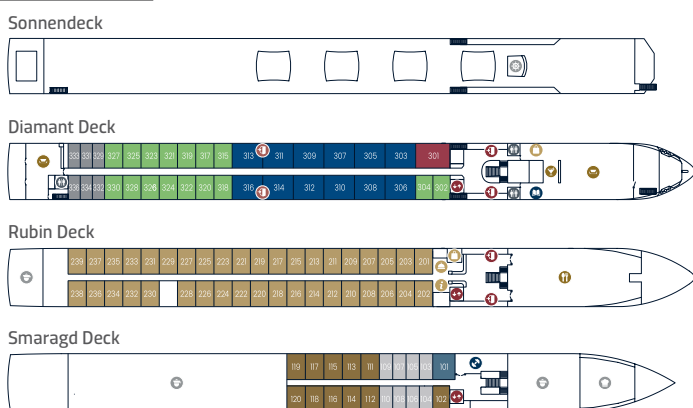 Sonnendeck
Diamant Deck
333 331 329 327 325 323 321 319 317 315 313 311 309 307 305 303 301
336 334 332 330 328 326 324 322 320 318 316 314 312 310 308 306 304 302
Rubin Deck
239 237 235 233 231 229 227 225 223 221 219 217 215 213 211 209 207 205 203 201
238 236 234 232 230 228 226 224 222 220 218 216 214 212 210 208 206 204 202
Smaragd Deck
119 117 115 113 111 109 107 105 103 101
120 118 116 114 112 110 108 106 104 102